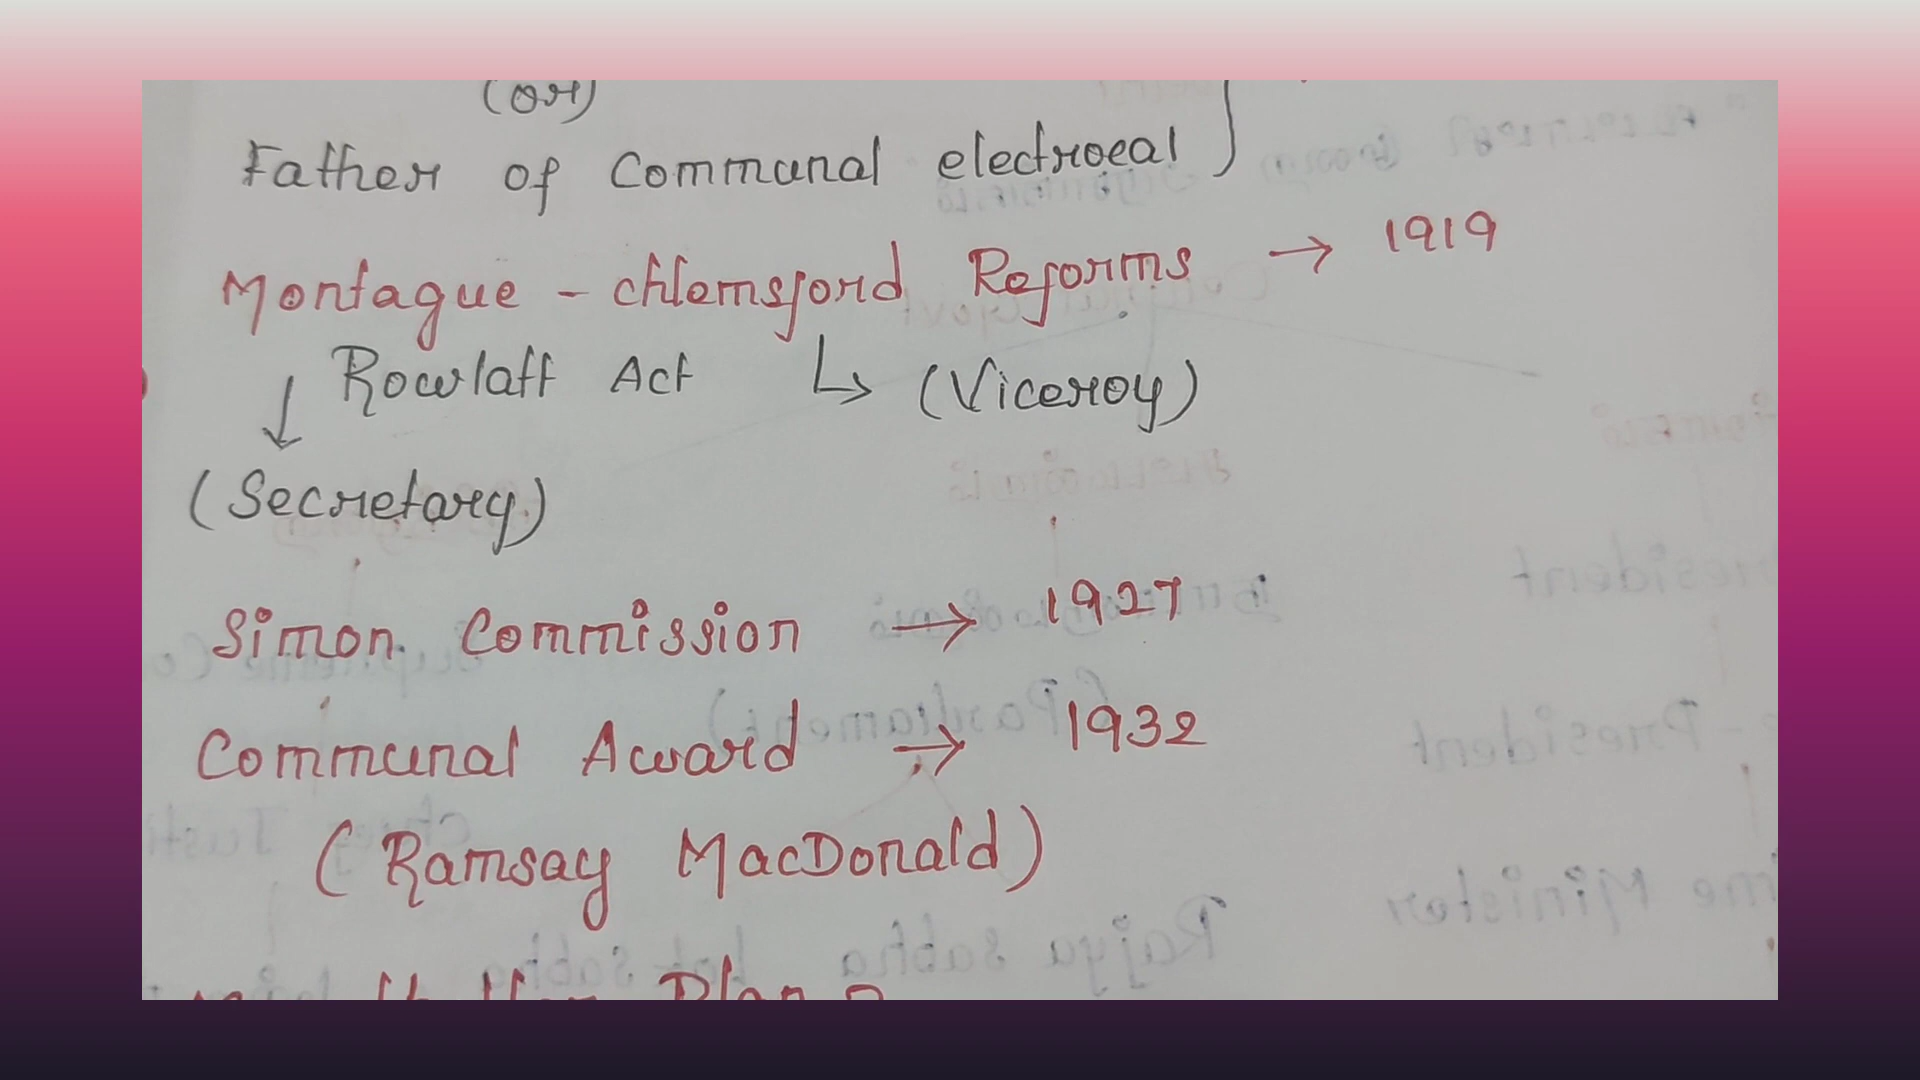 (or)
Father of Communal electroeal
Montague - chlemsford Reforms → 1919
Rowlatt Act ↳ (Viceroy)
↓
(Secretary)
Simon Commission → 1927
Communal Award → 1932
(Ramsay MacDonald)
Plan